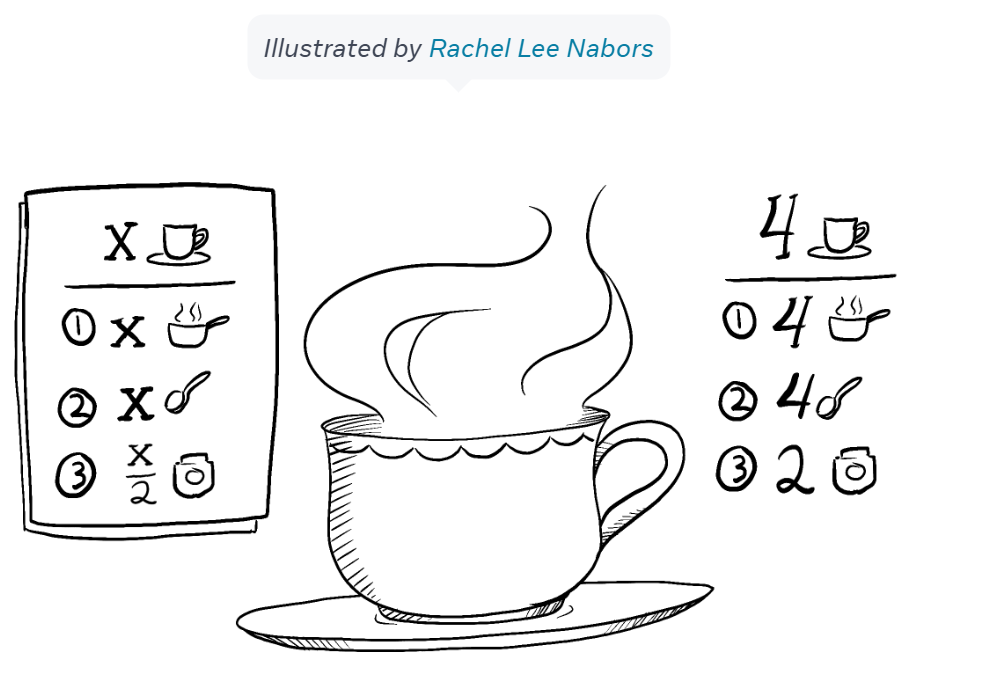 Illustrated by Rachel Lee Nabors
x
① x
② x
③ x/2
4
① 4
② 4
③ 2